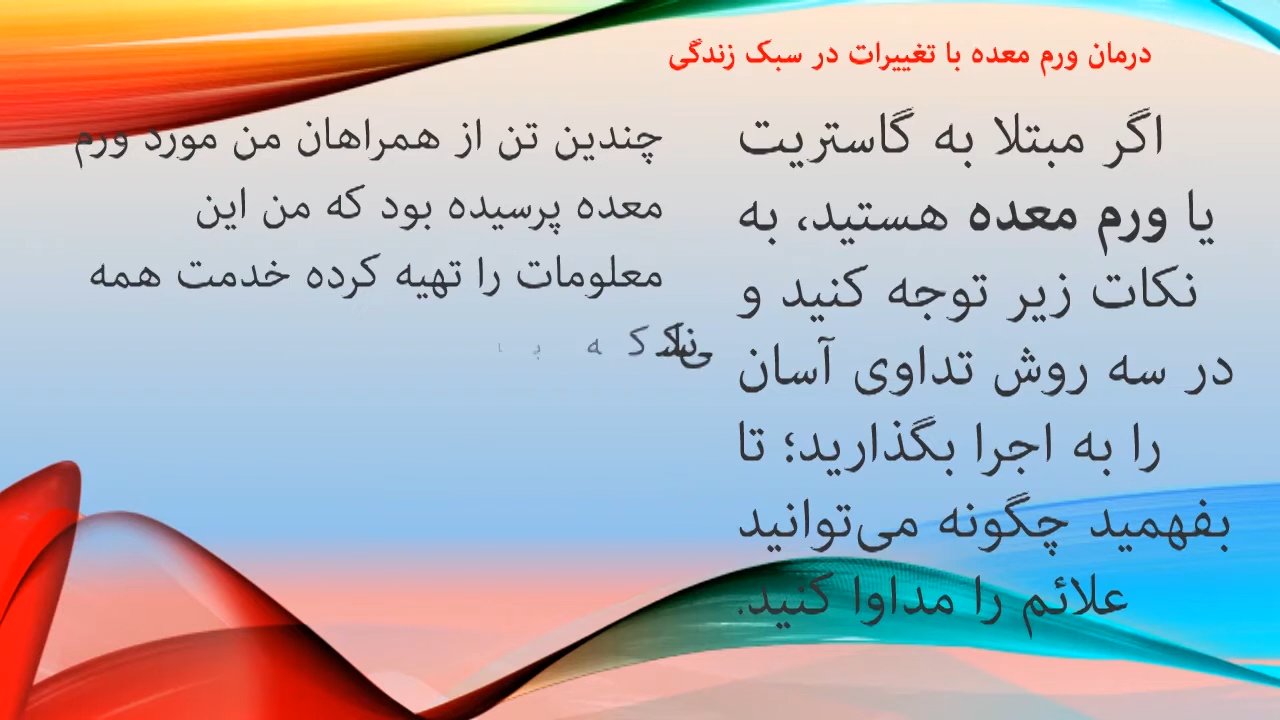 درمان ورم معده با تغییرات در سبک زندگی
اگر مبتلا به گاستریت
یا ورم معده هستید، به
نکات زیر توجه کنید و
در سه روش تداوی آسان
را به اجرا بگذارید؛ تا
بفهمید چگونه می‌توانید
علائم را مداوا کنید.
چندین تن از همراهان من مورد ورم
معده پرسیده بود که من این
معلومات را تهیه کرده خدمت همه